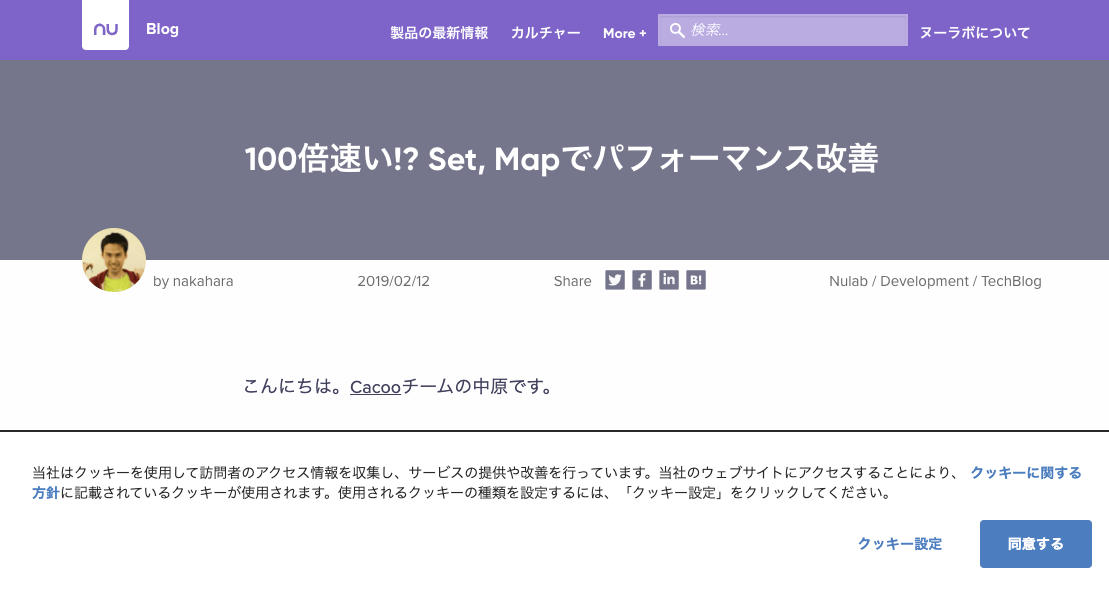 nu
Blog
製品の最新情報 カルチャー More + 検索... ヌーラボについて
100倍速い!? Set, Mapでパフォーマンス改善
by nakahara 2019/02/12 Share B! Nulab / Development / TechBlog
こんにちは。Cacooチームの中原です。
当社はクッキーを使用して訪問者のアクセス情報を収集し、サービスの提供や改善を行っています。当社のウェブサイトにアクセスすることにより、 クッキーに関する
方針に記載されているクッキーが使用されます。使用されるクッキーの種類を設定するには、「クッキー設定」をクリックしてください。
クッキー設定 同意する